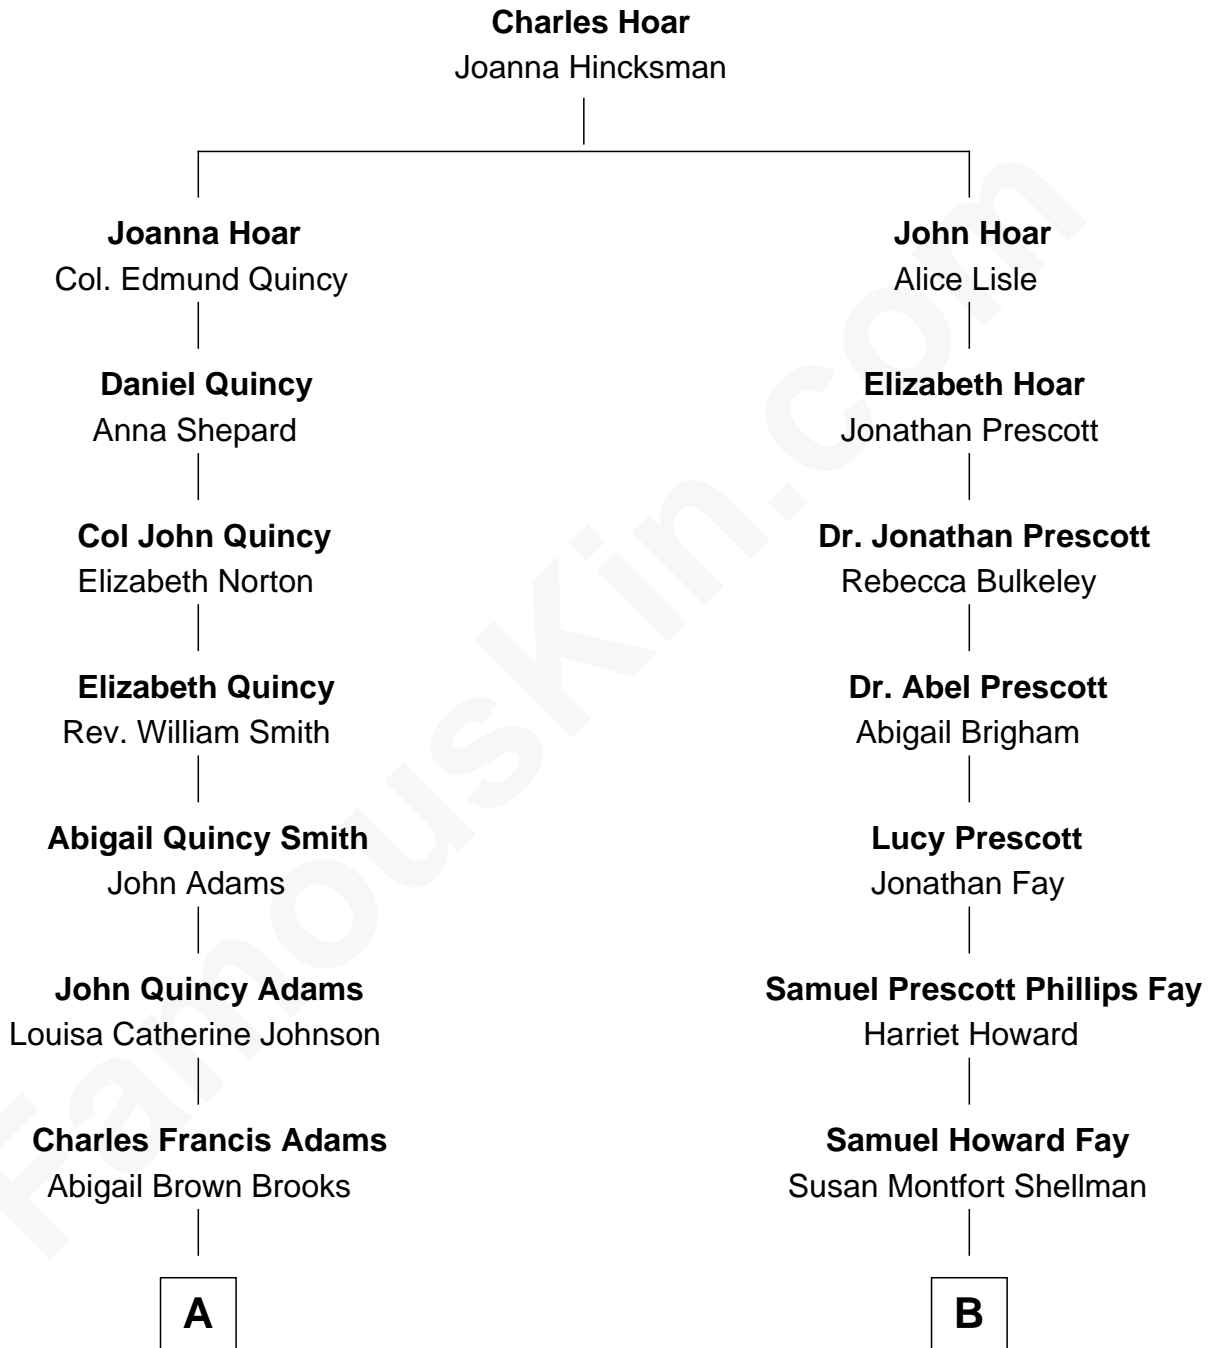 Charles Hoar
Joanna Hincksman
Joanna Hoar
Col. Edmund Quincy
John Hoar
Alice Lisle
Daniel Quincy
Anna Shepard
Elizabeth Hoar
Jonathan Prescott
Col John Quincy
Elizabeth Norton
Dr. Jonathan Prescott
Rebecca Bulkeley
Elizabeth Quincy
Rev. William Smith
Dr. Abel Prescott
Abigail Brigham
Abigail Quincy Smith
John Adams
Lucy Prescott
Jonathan Fay
John Quincy Adams
Louisa Catherine Johnson
Samuel Prescott Phillips Fay
Harriet Howard
Charles Francis Adams
Abigail Brown Brooks
Samuel Howard Fay
Susan Montfort Shellman
A
B
FamousKin.com